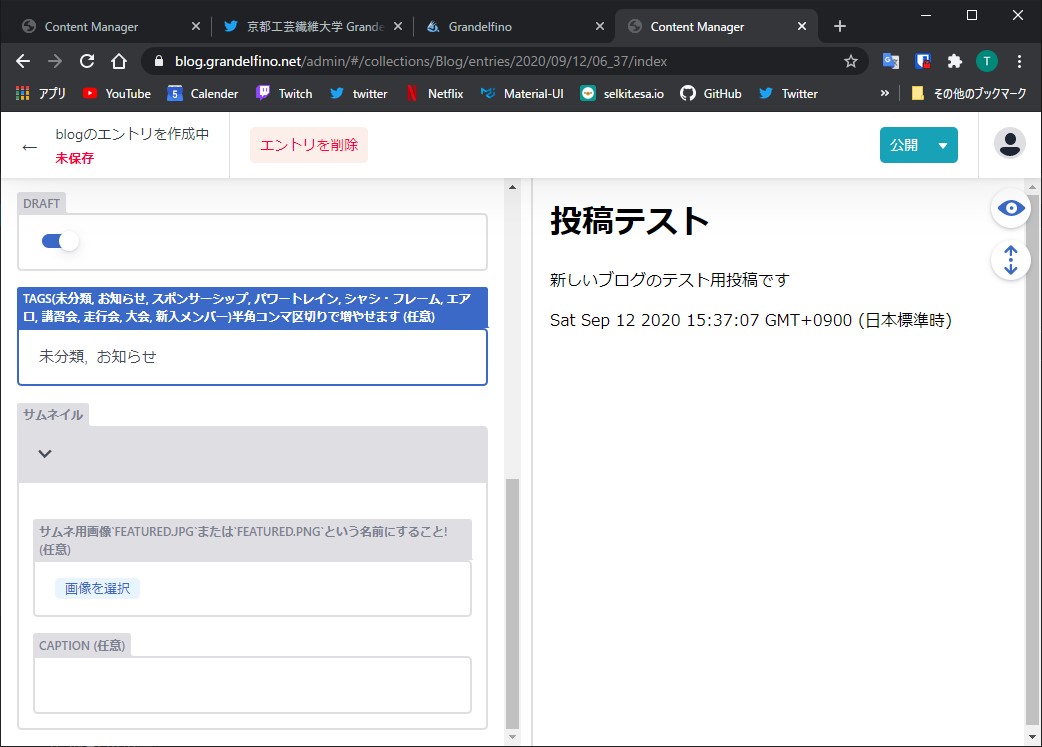 Content Manager
京都工芸繊維大学 Grande
Grandelfino
Content Manager
blog.grandelfino.net/admin/#/collections/Blog/entries/2020/09/12/06_37/index
T
アプリ
YouTube
5
Calender
Twitch
twitter
Netflix
Material-UI
selkit.esa.io
GitHub
Twitter
»
その他のブックマーク
blogのエントリを作成中
未保存
エントリを削除
公開
DRAFT
TAGS(未分類, お知らせ, スポンサーシップ, パワートレイン, シャシ・フレーム, エア
ロ, 講習会, 走行会, 大会, 新入メンバー)半角コンマ区切りで増やせます (任意)
未分類, お知らせ
サムネイル
サムネ用画像`FEATURED.JPG`または`FEATURED.PNG`という名前にすること!
(任意)
画像を選択
CAPTION (任意)
投稿テスト
新しいブログのテスト用投稿です
Sat Sep 12 2020 15:37:07 GMT+0900 (日本標準時)